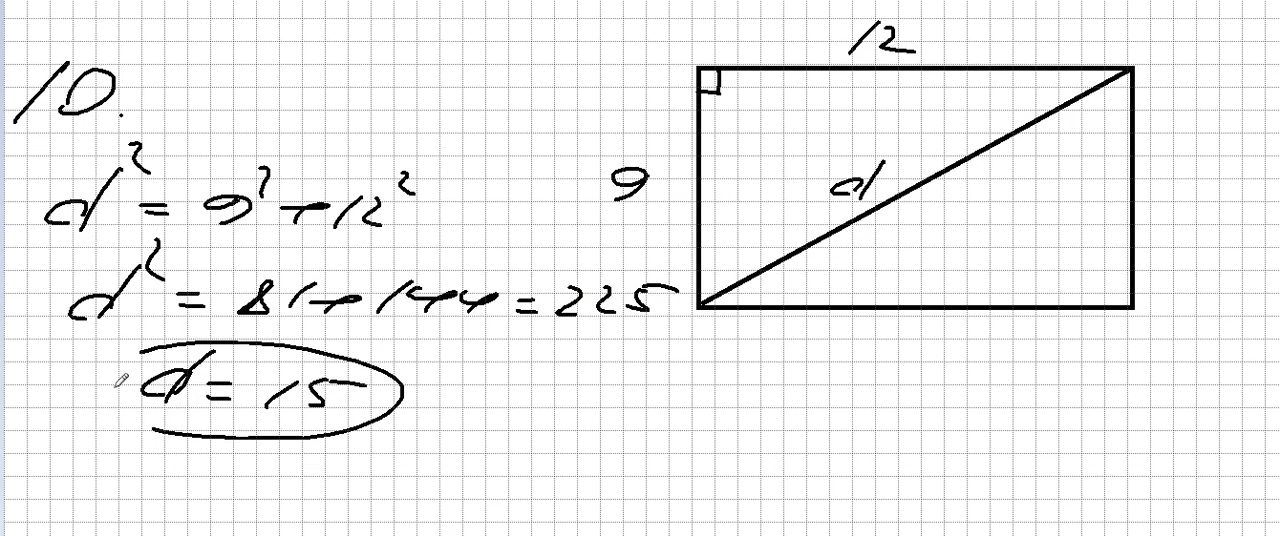 10.
12
d² = 9² + 12²
9
d
d² = 81 + 144 = 225
d = 15